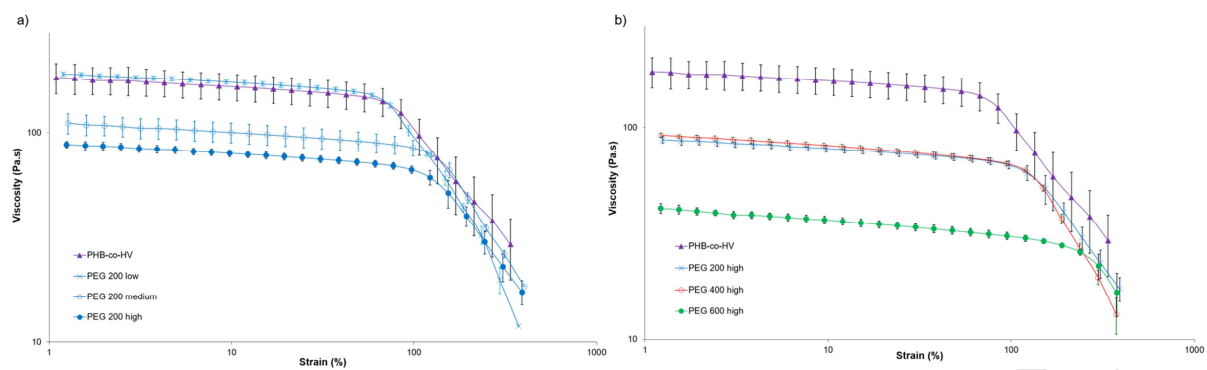 a)
Viscosity (Pa.s)
100
10
PHB-co-HV
PEG 200 low
PEG 200 medium
PEG 200 high
1
10
100
1000
Strain (%)
b)
Viscosity (Pa.s)
100
10
PHB-co-HV
PEG 200 high
PEG 400 high
PEG 600 high
1
10
100
1000
Strain (%)